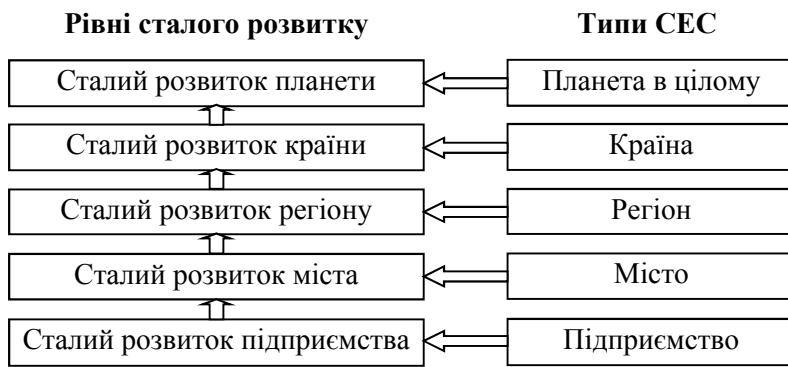 Рівні сталого розвитку Типи СЕС
Сталий розвиток планети Планета в цілому
Сталий розвиток країни Країна
Сталий розвиток регіону Регіон
Сталий розвиток міста Місто
Сталий розвиток підприємства Підприємство